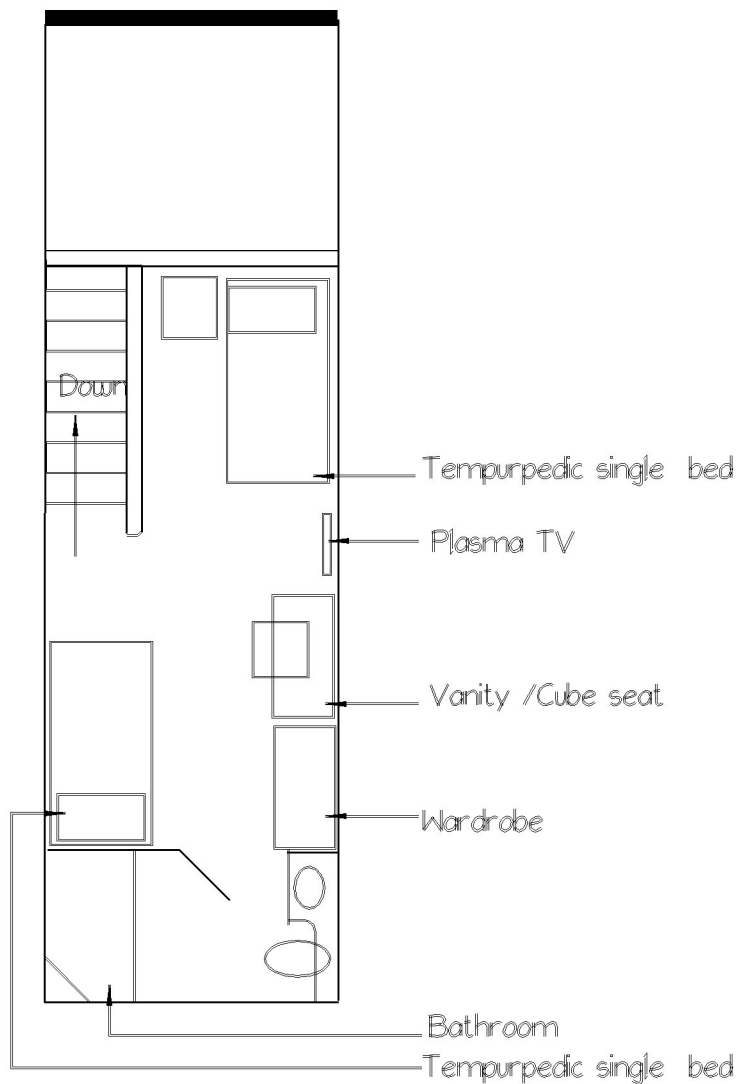 Down
Tempurpedic single bed
Plasma TV
Vanity /Cube seat
Wardrobe
Bathroom
Tempurpedic single bed